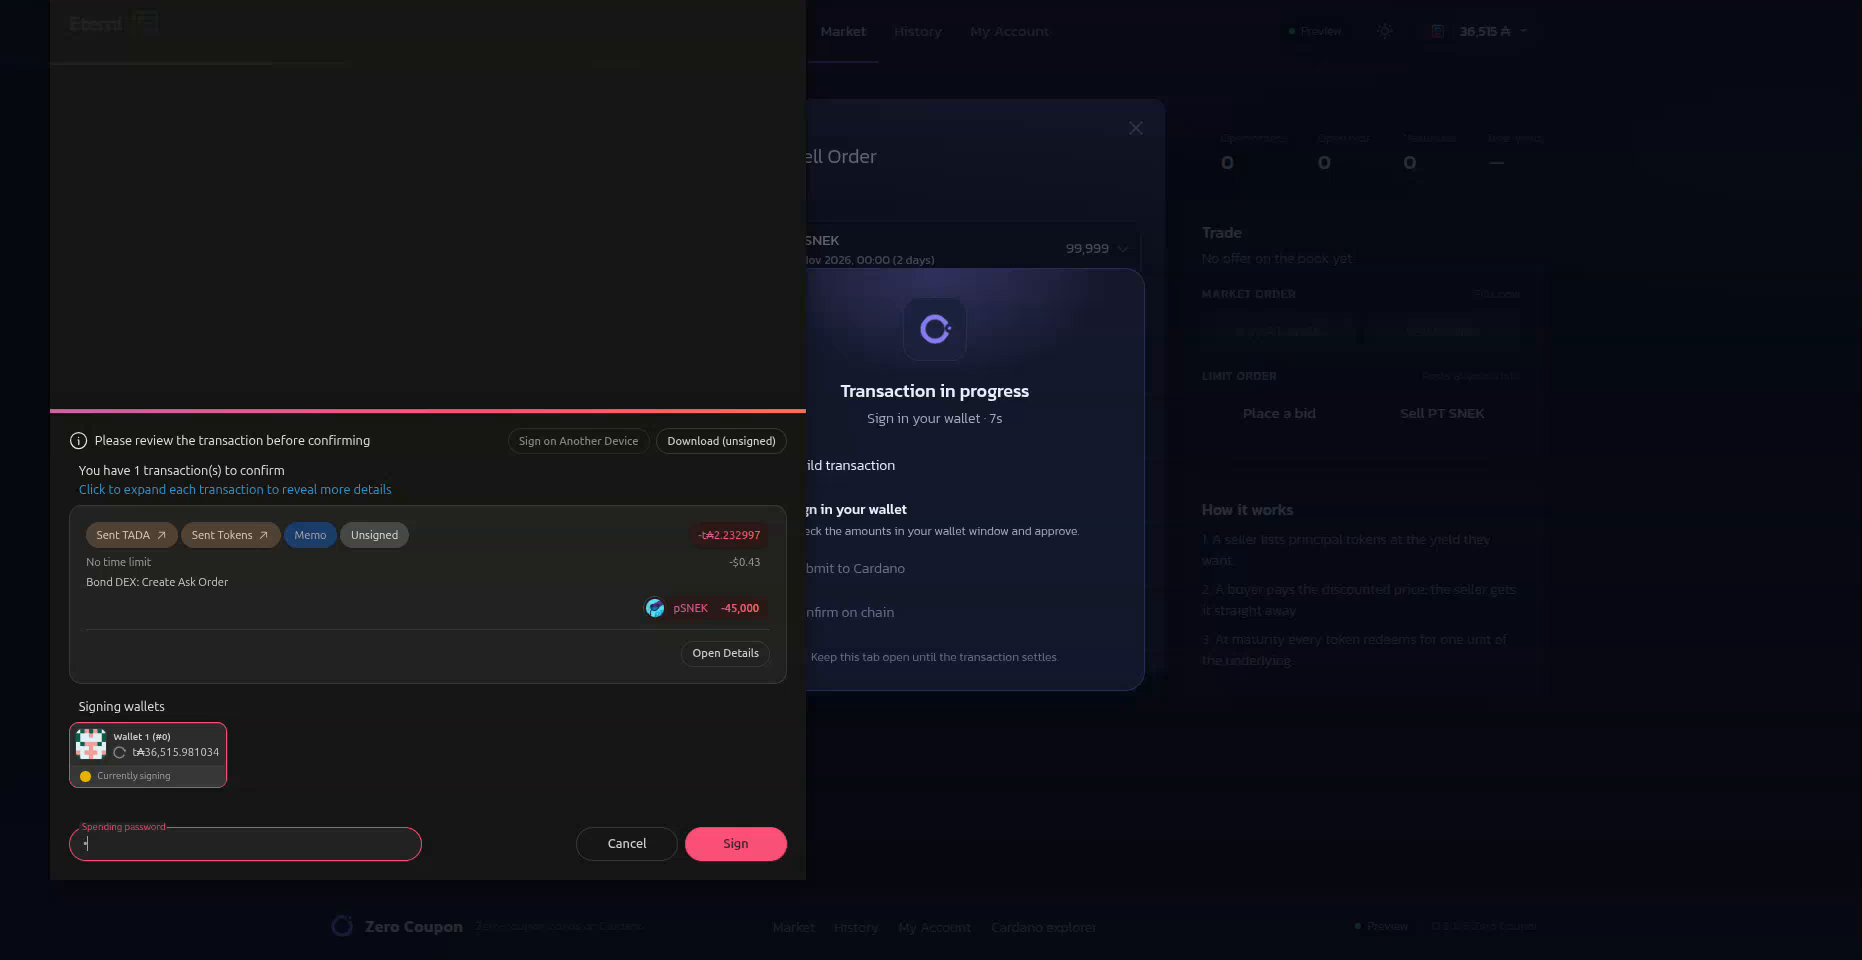 Eternl
Please review the transaction before confirming
Sign on Another Device
Download (unsigned)
You have 1 transaction(s) to confirm
Click to expand each transaction to reveal more details
Sent TADA
Sent Tokens
Memo
Unsigned
-t₳2.232997
No time limit
-$0.43
Bond DEX: Create Ask Order
pSNEK
-45,000
Open Details
Signing wallets
Wallet 1 (#0)
t₳36,515.981034
Currently signing
Spending password
Cancel
Sign
Market
History
My Account
Preview
36,515 ₳
ell Order
SNEK
99,999
ov 2026, 00:00 (2 days)
Transaction in progress
Sign in your wallet · 7s
ild transaction
gn in your wallet
eck the amounts in your wallet window and approve.
bmit to Cardano
nfirm on chain
Keep this tab open until the transaction settles
0
0
0
—
Trade
No offer on the book yet
MARKET ORDER
LIMIT ORDER
Place a bid
Sell PT SNEK
How it works
1. A seller lists principal tokens at the yield they
want.
2. A buyer pays the discounted price; the seller gets
it straight away.
3. At maturity every token redeems for one unit of
the underlying.
Zero Coupon
Market
History
My Account
Cardano explorer
Preview